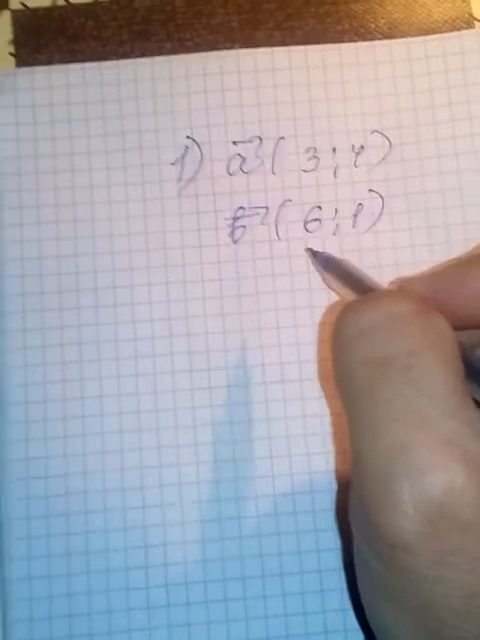 1) a⃗ ( 3 ; 4 )
b⃗ ( 6 ; 1 )